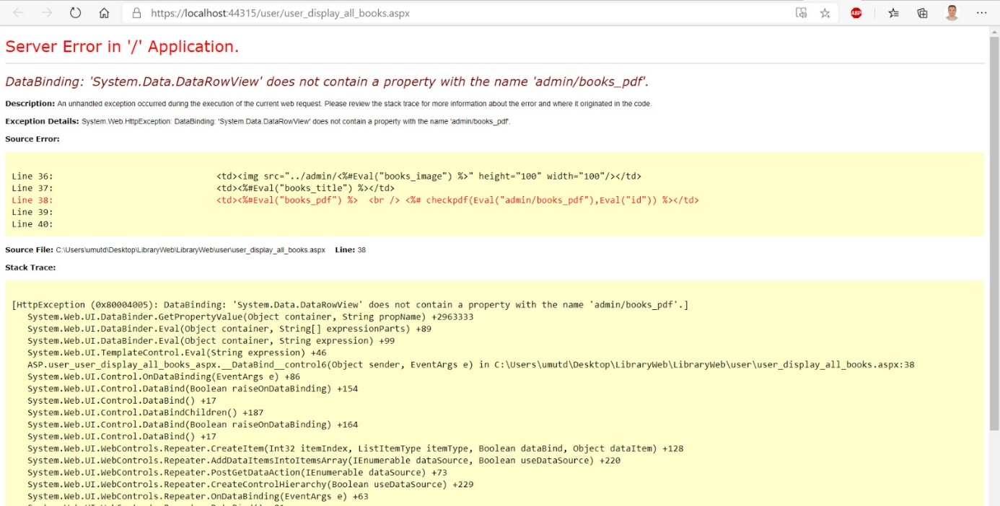 https://localhost:44315/user/user_display_all_books.aspx
ABP
Server Error in '/' Application.
DataBinding: 'System.Data.DataRowView' does not contain a property with the name 'admin/books_pdf'.
Description: An unhandled exception occurred during the execution of the current web request. Please review the stack trace for more information about the error and where it originated in the code.
Exception Details: System.Web.HttpException: DataBinding: 'System.Data.DataRowView' does not contain a property with the name 'admin/books_pdf'.
Source Error:
Line 36: <td><img src="../admin/<%#Eval("books_image") %>" height="100" width="100"/></td>
Line 37: <td><%#Eval("books_title") %></td>
Line 38: <td><%#Eval("books_pdf") %> <br /> <%# checkpdf(Eval("admin/books_pdf"),Eval("id")) %></td>
Line 39:
Line 40:
Source File: C:\Users\umutd\Desktop\LibraryWeb\LibraryWeb\user\user_display_all_books.aspx Line: 38
Stack Trace:
[HttpException (0x80004005): DataBinding: 'System.Data.DataRowView' does not contain a property with the name 'admin/books_pdf'.]
System.Web.UI.DataBinder.GetPropertyValue(Object container, String propName) +2963333
System.Web.UI.DataBinder.Eval(Object container, String[] expressionParts) +89
System.Web.UI.DataBinder.Eval(Object container, String expression) +99
System.Web.UI.TemplateControl.Eval(String expression) +46
ASP.user_user_display_all_books_aspx.__DataBind__control6(Object sender, EventArgs e) in C:\Users\umutd\Desktop\LibraryWeb\LibraryWeb\user\user_display_all_books.aspx:38
System.Web.UI.Control.OnDataBinding(EventArgs e) +86
System.Web.UI.Control.DataBind(Boolean raiseOnDataBinding) +154
System.Web.UI.Control.DataBind() +17
System.Web.UI.Control.DataBindChildren() +187
System.Web.UI.Control.DataBind(Boolean raiseOnDataBinding) +164
System.Web.UI.Control.DataBind() +17
System.Web.UI.WebControls.Repeater.CreateItem(Int32 itemIndex, ListItemType itemType, Boolean dataBind, Object dataItem) +128
System.Web.UI.WebControls.Repeater.AddDataItemsIntoItemsArray(IEnumerable dataSource, Boolean useDataSource) +220
System.Web.UI.WebControls.Repeater.PostGetDataAction(IEnumerable dataSource) +73
System.Web.UI.WebControls.Repeater.CreateControlHierarchy(Boolean useDataSource) +229
System.Web.UI.WebControls.Repeater.OnDataBinding(EventArgs e) +63